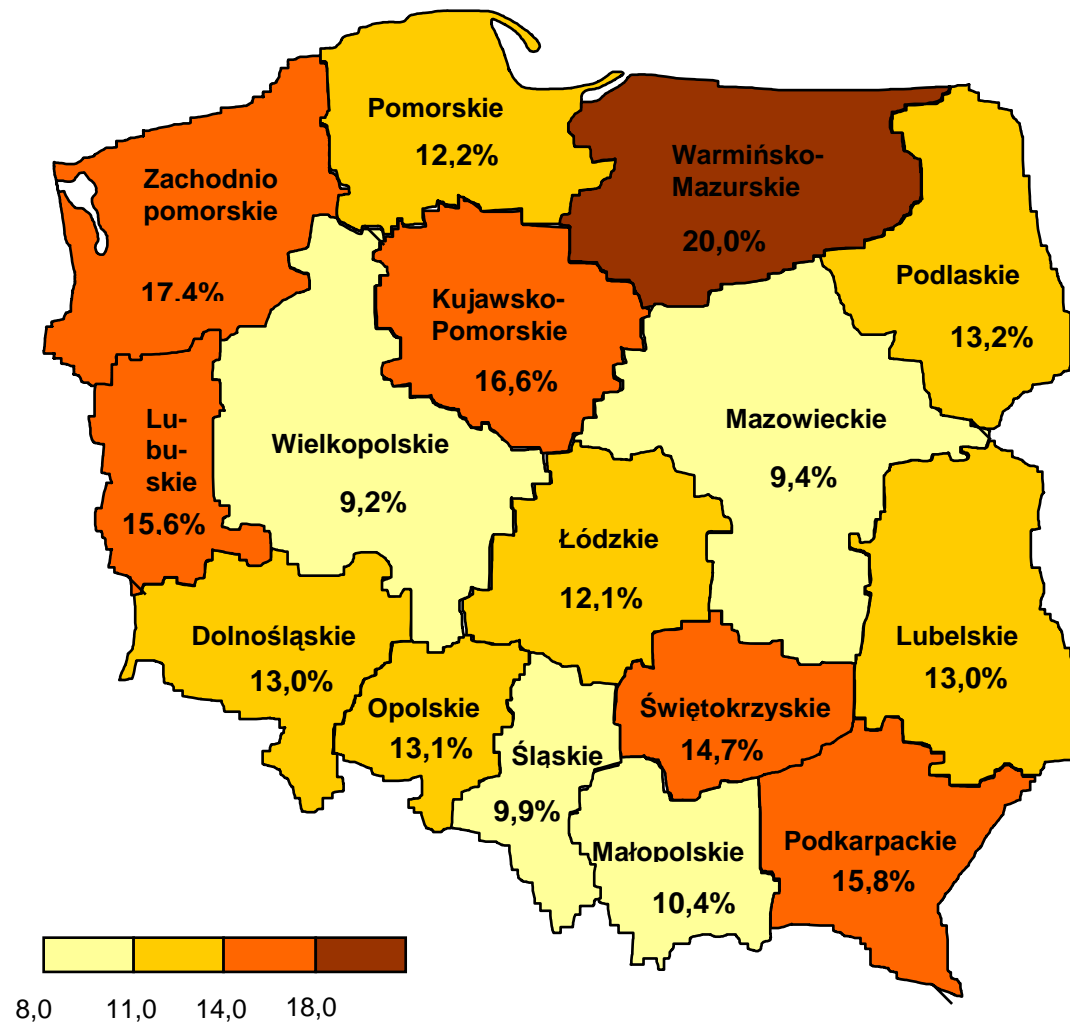 Pomorskie
12,2%
Warmińsko-
Mazurskie
20,0%
Zachodnio
pomorskie
17,4%
Podlaskie
13,2%
Kujawsko-
Pomorskie
16,6%
Lu-
bu-
skie
15,6%
Wielkopolskie
9,2%
Mazowieckie
9,4%
Łódzkie
12,1%
Dolnośląskie
13,0%
Lubelskie
13,0%
Opolskie
13,1%
Śląskie
9,9%
Świętokrzyskie
14,7%
Małopolskie
10,4%
Podkarpackie
15,8%
8,0 11,0 14,0 18,0